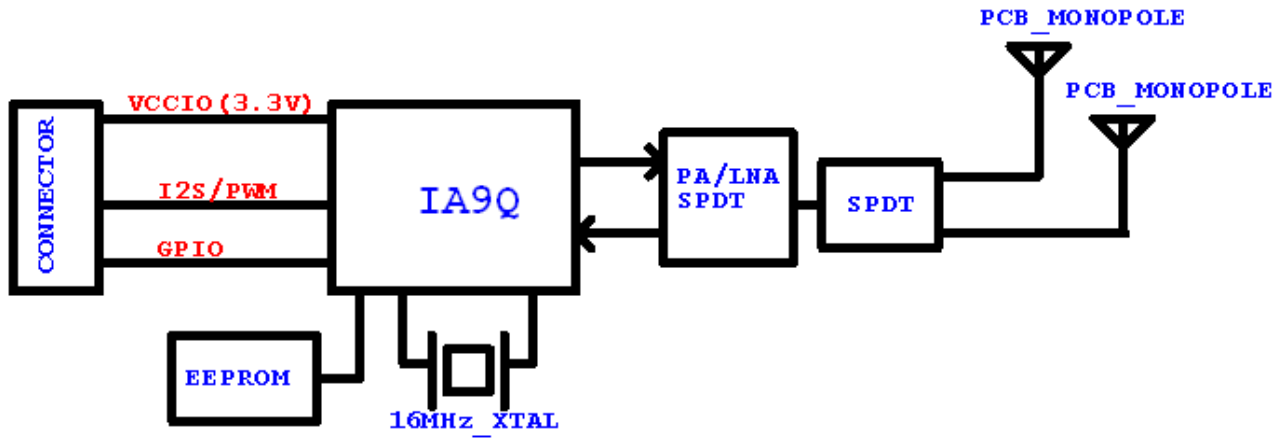 PCB_MONOPOLE
PCB_MONOPOLE
VCCIO(3.3V)
I2S/PWM
GPIO
CONNECTOR
IA9Q
PA/LNA
SPDT
SPDT
EEPROM
16MHz_XTAL